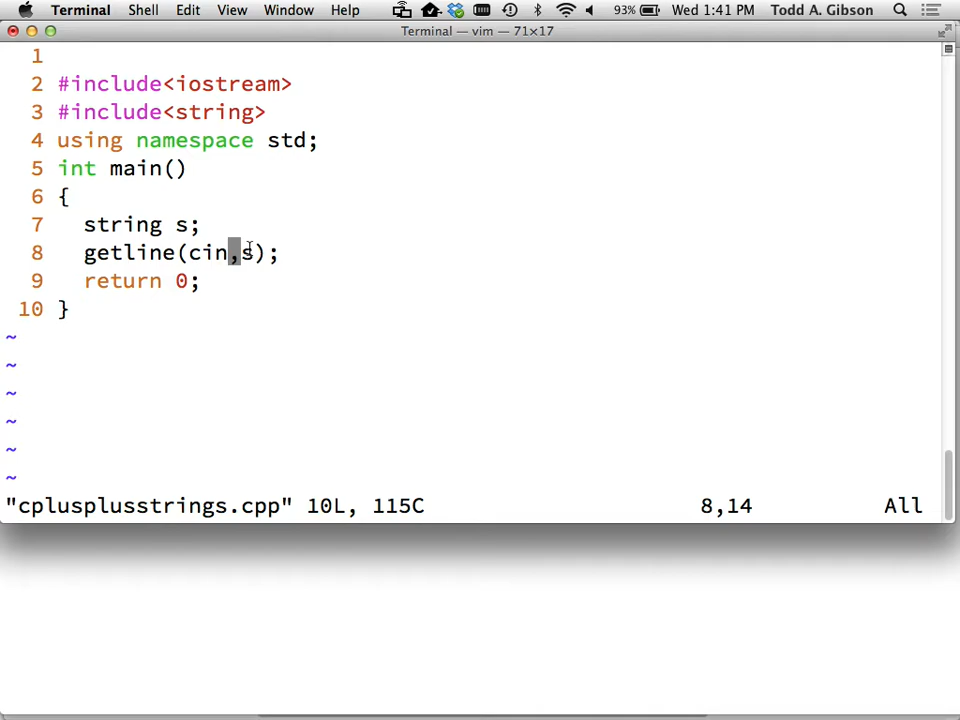 Terminal Shell Edit View Window Help 93% Wed 1:41 PM Todd A. Gibson
Terminal — vim — 71×17
1
2 #include<iostream>
3 #include<string>
4 using namespace std;
5 int main()
6 {
7 string s;
8 getline(cin,s);
9 return 0;
10 }
~
~
~
~
~
~
"cplusplusstrings.cpp" 10L, 115C 8,14 All